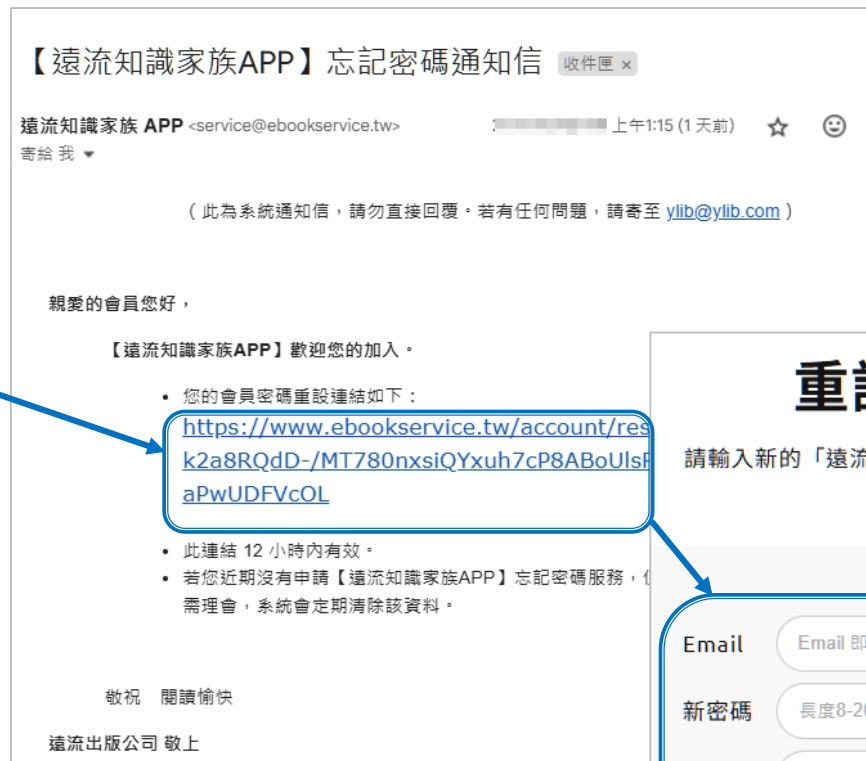 【遠流知識家族APP】忘記密碼通知信 收件匣 ×
遠流知識家族 APP <service@ebookservice.tw> 上午1:15 (1 天前)
寄給 我
( 此為系統通知信，請勿直接回覆。若有任何問題，請寄至 ylib@ylib.com )
親愛的會員您好，
【遠流知識家族APP】歡迎您的加入。
• 您的會員密碼重設連結如下：
https://www.ebookservice.tw/account/res
k2a8RQdD-/MT780nxsiQYxuh7cP8ABoUlsF
aPwUDFVcOL
• 此連結 12 小時內有效。
• 若您近期沒有申請【遠流知識家族APP】忘記密碼服務，
需理會，系統會定期清除該資料。
敬祝 閱讀愉快
遠流出版公司 敬上
重設
請輸入新的「遠流
Email Email 即
新密碼 長度8-20